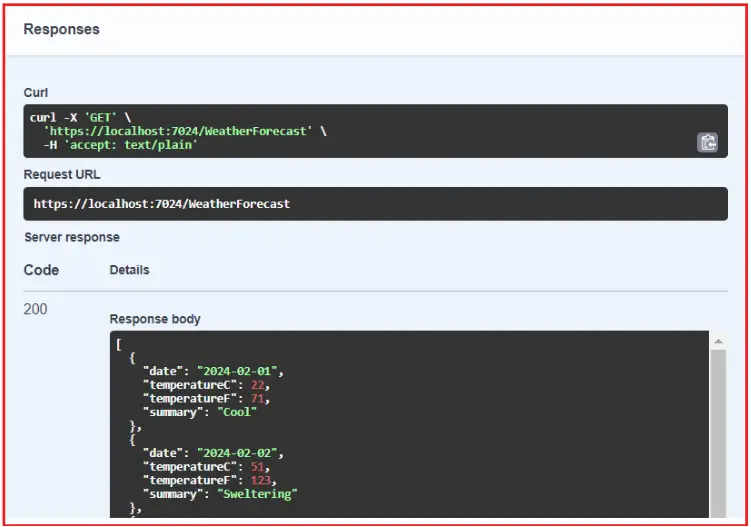 Responses
Curl
curl -X 'GET' \
  'https://localhost:7024/WeatherForecast' \
  -H 'accept: text/plain'
Request URL
https://localhost:7024/WeatherForecast
Server response
Code Details
200
Response body
[
  {
    "date": "2024-02-01",
    "temperatureC": 22,
    "temperatureF": 71,
    "summary": "Cool"
  },
  {
    "date": "2024-02-02",
    "temperatureC": 51,
    "temperatureF": 123,
    "summary": "Sweltering"
  },
  {